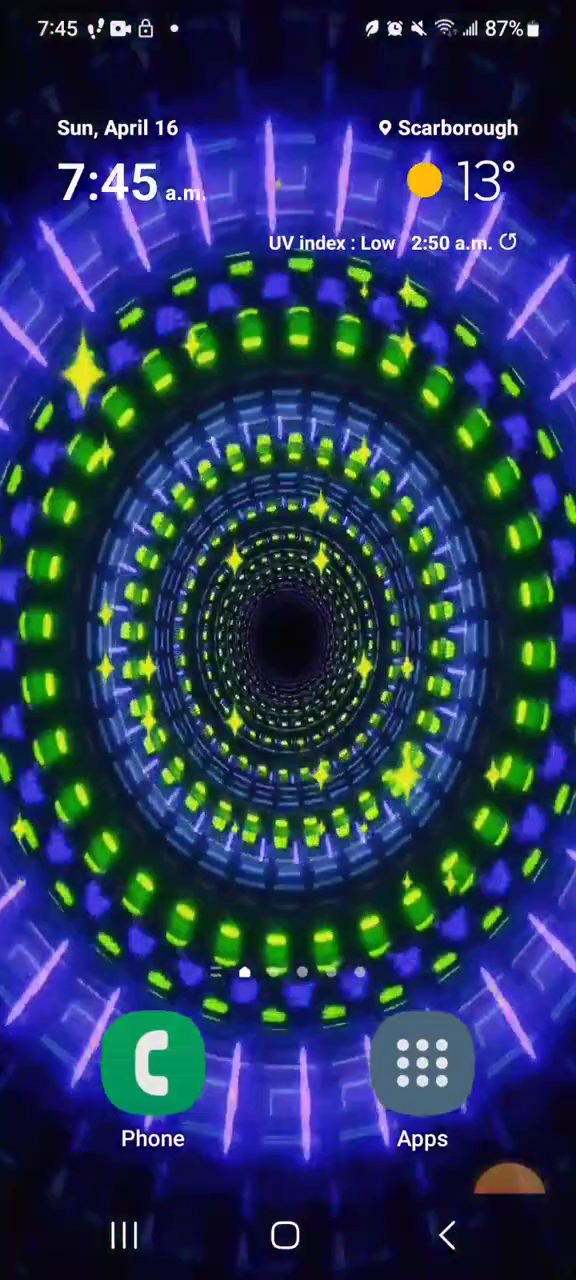 7:45 87%
Sun, April 16 Scarborough
7:45 a.m. 13°
UV index : Low 2:50 a.m.
Phone Apps